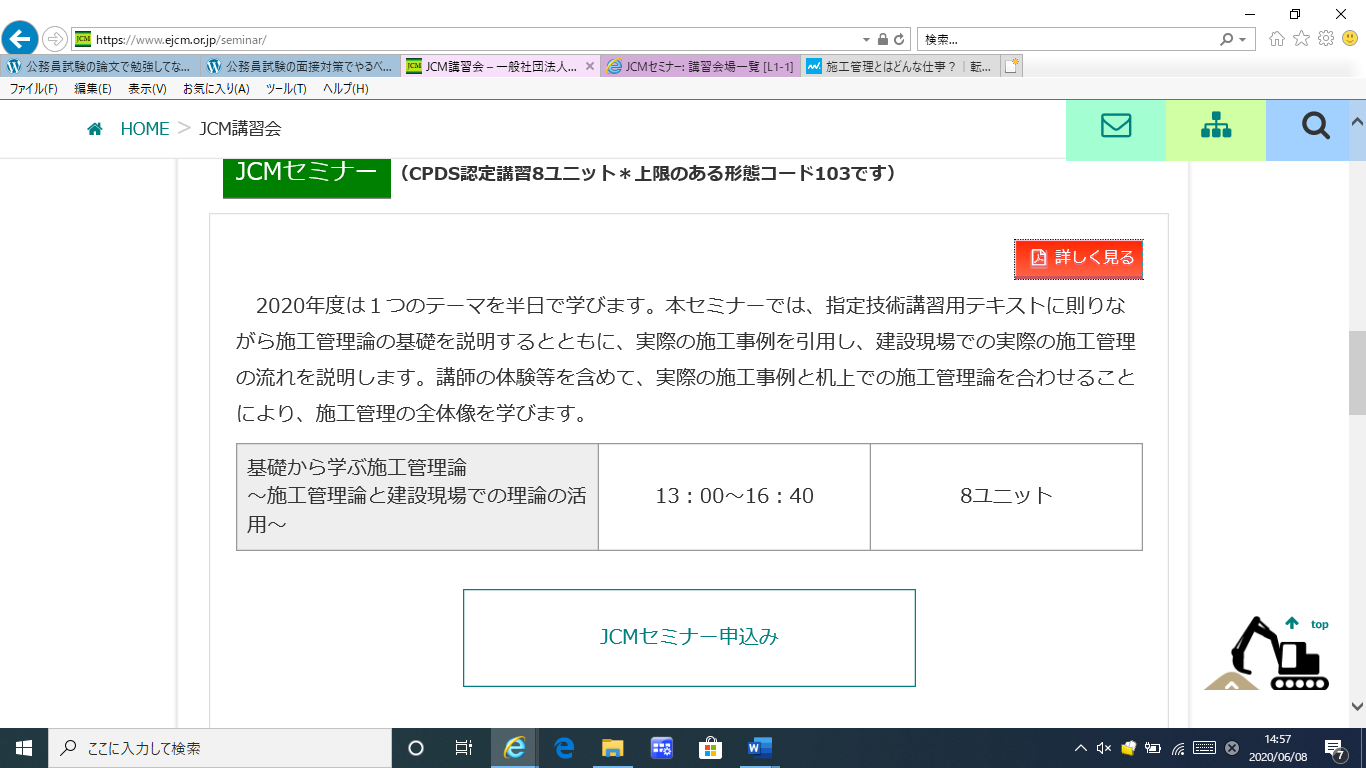 https://www.ejcm.or.jp/seminar/
検索...
公務員試験の論文で勉強してな...
公務員試験の面接対策でやるべ...
JCM JCM講習会 – 一般社団法人...
JCMセミナー: 講習会場一覧 [L1-1]
施工管理とはどんな仕事？｜転...
ファイル(F) 編集(E) 表示(V) お気に入り(A) ツール(T) ヘルプ(H)
HOME > JCM講習会
JCMセミナー （CPDS認定講習8ユニット＊上限のある形態コード103です）
詳しく見る
2020年度は１つのテーマを半日で学びます。本セミナーでは、指定技術講習用テキストに則りな
がら施工管理論の基礎を説明するとともに、実際の施工事例を引用し、建設現場での実際の施工管理
の流れを説明します。講師の体験等を含めて、実際の施工事例と机上での施工管理論を合わせること
により、施工管理の全体像を学びます。
基礎から学ぶ施工管理論
～施工管理論と建設現場での理論の活
用～
13：00～16：40
8ユニット
JCMセミナー申込み
top
ここに入力して検索
14:57
2020/06/08
7